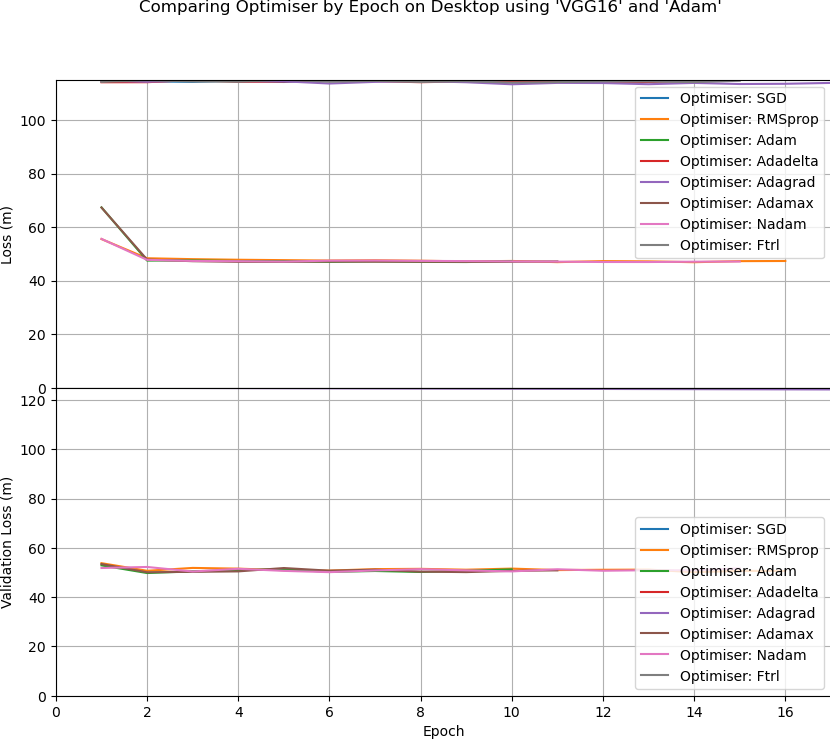 Comparing Optimiser by Epoch on Desktop using 'VGG16' and 'Adam'
Loss (m)
100
80
60
40
20
0
Optimiser: SGD
Optimiser: RMSprop
Optimiser: Adam
Optimiser: Adadelta
Optimiser: Adagrad
Optimiser: Adamax
Optimiser: Nadam
Optimiser: Ftrl
Validation Loss (m)
120
100
80
60
40
20
0
Optimiser: SGD
Optimiser: RMSprop
Optimiser: Adam
Optimiser: Adadelta
Optimiser: Adagrad
Optimiser: Adamax
Optimiser: Nadam
Optimiser: Ftrl
0 2 4 6 8 10 12 14 16
Epoch